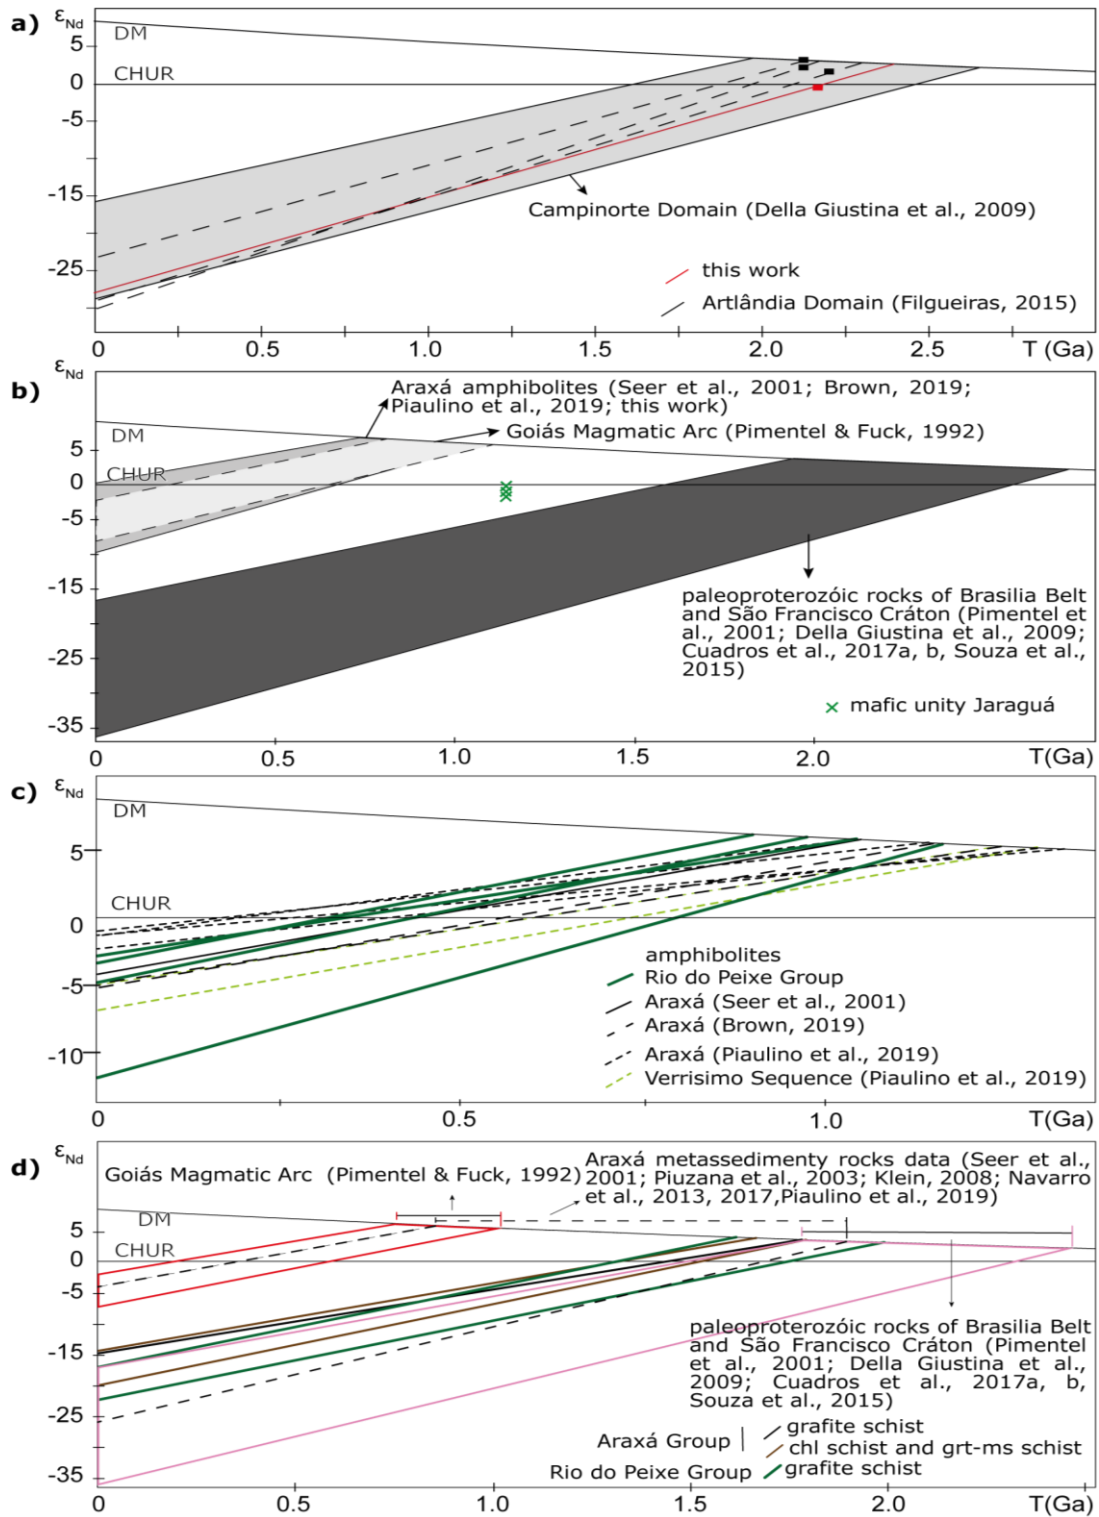 a)
εNd
5
DM
CHUR
0
-5
-15
Campinorte Domain (Della Giustina et al., 2009)
-25
this work
Artlândia Domain (Filgueiras, 2015)
0
0.5
1.0
1.5
2.0
2.5
T (Ga)
b)
εNd
Araxá amphibolites (Seer et al., 2001; Brown, 2019;
Piaulino et al., 2019; this work)
Goiás Magmatic Arc (Pimentel & Fuck, 1992)
DM
5
CHUR
0
-5
-15
paleoproterozóic rocks of Brasilia Belt
and São Francisco Cráton (Pimentel et
al., 2001; Della Giustina et al., 2009;
Cuadros et al., 2017a, b, Souza et al.,
2015)
-25
mafic unity Jaraguá
-35
0
0.5
1.0
1.5
2.0
T(Ga)
c)
εNd
DM
5
CHUR
0
-5
-10
amphibolites
Rio do Peixe Group
Araxá (Seer et al., 2001)
Araxá (Brown, 2019)
Araxá (Piaulino et al., 2019)
Verrisimo Sequence (Piaulino et al., 2019)
0
0.5
1.0
T(Ga)
d)
εNd
Goiás Magmatic Arc (Pimentel & Fuck, 1992)
Araxá metassedimenty rocks data (Seer et al.,
2001; Piuzana et al., 2003; Klein, 2008; Navarro
et al., 2013, 2017,Piaulino et al., 2019)
DM
5
CHUR
0
-5
-15
paleoproterozóic rocks of Brasilia Belt
and São Francisco Cráton (Pimentel
et al., 2001; Della Giustina et al.,
2009; Cuadros et al., 2017a, b,
Souza et al., 2015)
-25
Araxá Group
grafite schist
chl schist and grt-ms schist
Rio do Peixe Group
grafite schist
-35
0
0.5
1.0
1.5
2.0
T(Ga)